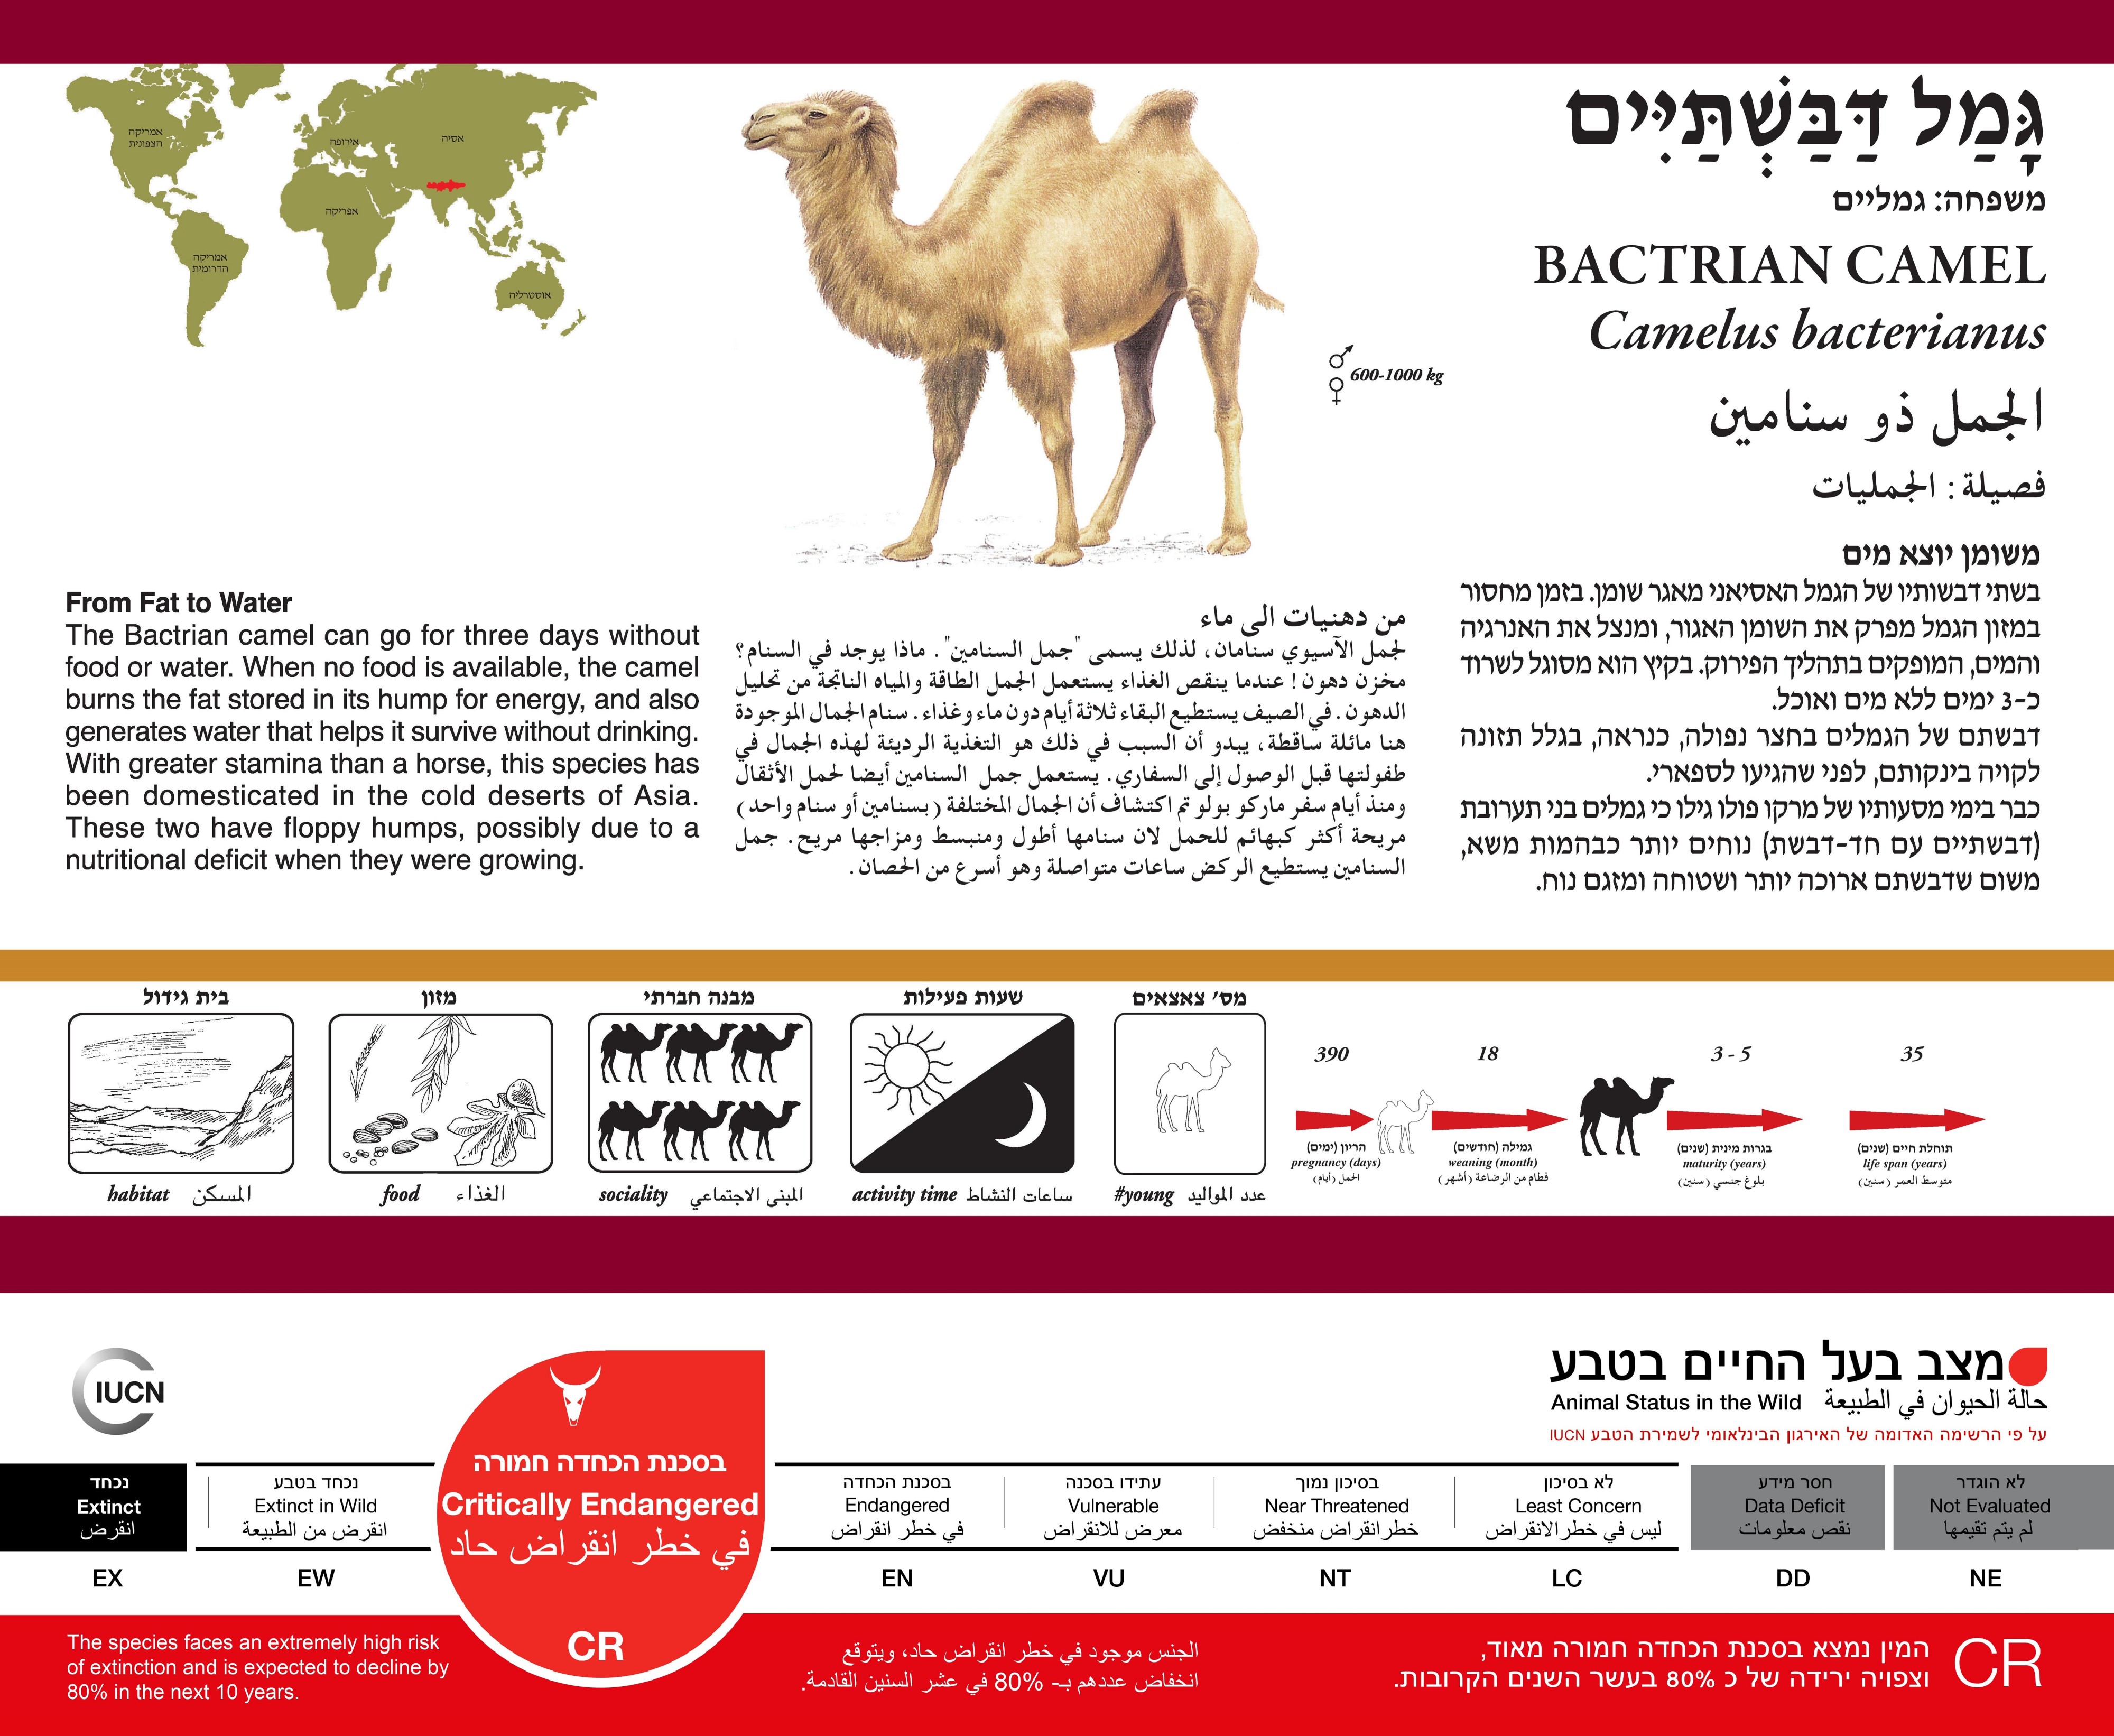 אמריקה
הצפונית
אירופה
אסיה
אפריקה
אמריקה
הדרומית
אוסטרליה
600-1000 kg
גָּמַל דַּבַּשְׁתַּיִּים
משפחה: גמליים
BACTRIAN CAMEL
Camelus bacterianus
الجمل ذو سنامين
فصيلة : الجمليات
משומן יוצא מים
בשתי דבשותיו של הגמל האסיאני מאגר שומן. בזמן מחסור
במזון הגמל מפרק את השומן האגור, ומנצל את האנרגיה
והמים, המופקים בתהליך הפירוק. בקיץ הוא מסוגל לשרוד
כ-3 ימים ללא מים ואוכל.
דבשתם של הגמלים בחצר נפולה, כנראה, בגלל תזונה
לקויה בינקותם, לפני שהגיעו לספארי.
כבר בימי מסעותיו של מרקו פולו גילו כי גמלים בני תערובת
(דבשתיים עם חד-דבשת) נוחים יותר כבהמות משא,
משום שדבשתם ארוכה יותר ושטוחה ומזגם נוח.
من دهنيات الى ماء
لجمل الآسيوي سنامان، لذلك يسمى "جمل السنامين". ماذا يوجد في السنام؟
مخزن دهون! عندما ينقص الغذاء يستعمل الجمل الطاقة والمياه الناتجة من تحليل
الدهون. في الصيف يستطيع البقاء ثلاثة أيام دون ماء وغذاء. سنام الجمال الموجودة
هنا مائلة ساقطة، يبدو أن السبب في ذلك هو التغذية الرديئة لهذه الجمال في
طفولتها قبل الوصول إلى السفاري. يستعمل جمل السنامين أيضا لحمل الأثقال
ومنذ أيام سفر ماركو بولو تم اكتشاف أن الجمال المختلفة (بسنامين أو سنام واحد)
مريحة أكثر كبهائم للحمل لان سنامها أطول ومنبسط ومزاجها مريح. جمل
السنامين يستطيع الركض ساعات متواصلة وهو أسرع من الحصان.
From Fat to Water
The Bactrian camel can go for three days without
food or water. When no food is available, the camel
burns the fat stored in its hump for energy, and also
generates water that helps it survive without drinking.
With greater stamina than a horse, this species has
been domesticated in the cold deserts of Asia.
These two have floppy humps, possibly due to a
nutritional deficit when they were growing.
בית גידול
habitat المسكن
מזון
food الغذاء
מבנה חברתי
sociality المبنى الاجتماعي
שעות פעילות
activity time ساعات النشاط
מס' צאצאים
#young عدد المواليد
390
הריון (ימים)
pregnancy (days)
الحمل (أيام)
18
גמילה (חודשים)
weaning (month)
فطام من الرضاعة (أشهر)
3 - 5
בגרות מינית (שנים)
maturity (years)
بلوغ جنسي (سنين)
35
תוחלת חיים (שנים)
life span (years)
متوسط العمر (سنين)
IUCN
מצב בעל החיים בטבע
Animal Status in the Wild حالة الحيوان في الطبيعة
על פי הרשימה האדומה של האירגון הבינלאומי לשמירת הטבע IUCN
נכחד
Extinct
انقرض
EX
נכחד בטבע
Extinct in Wild
انقرض من الطبيعة
EW
בסכנת הכחדה חמורה
Critically Endangered
في خطر انقراض حاد
CR
בסכנת הכחדה
Endangered
في خطر انقراض
EN
עתידו בסכנה
Vulnerable
معرض للانقراض
VU
בסיכון נמוך
Near Threatened
خطر انقراض منخفض
NT
לא בסיכון
Least Concern
ليس في خطر الانقراض
LC
חסר מידע
Data Deficit
نقص معلومات
DD
לא הוגדר
Not Evaluated
لم يتم تقيمها
NE
The species faces an extremely high risk
of extinction and is expected to decline by
80% in the next 10 years.
الجنس موجود في خطر انقراض حاد، ويتوقع
انخفاض عددهم بـ- 80% في عشر السنين القادمة.
CR
המין נמצא בסכנת הכחדה חמורה מאוד,
וצפויה ירידה של כ 80% בעשר השנים הקרובות.